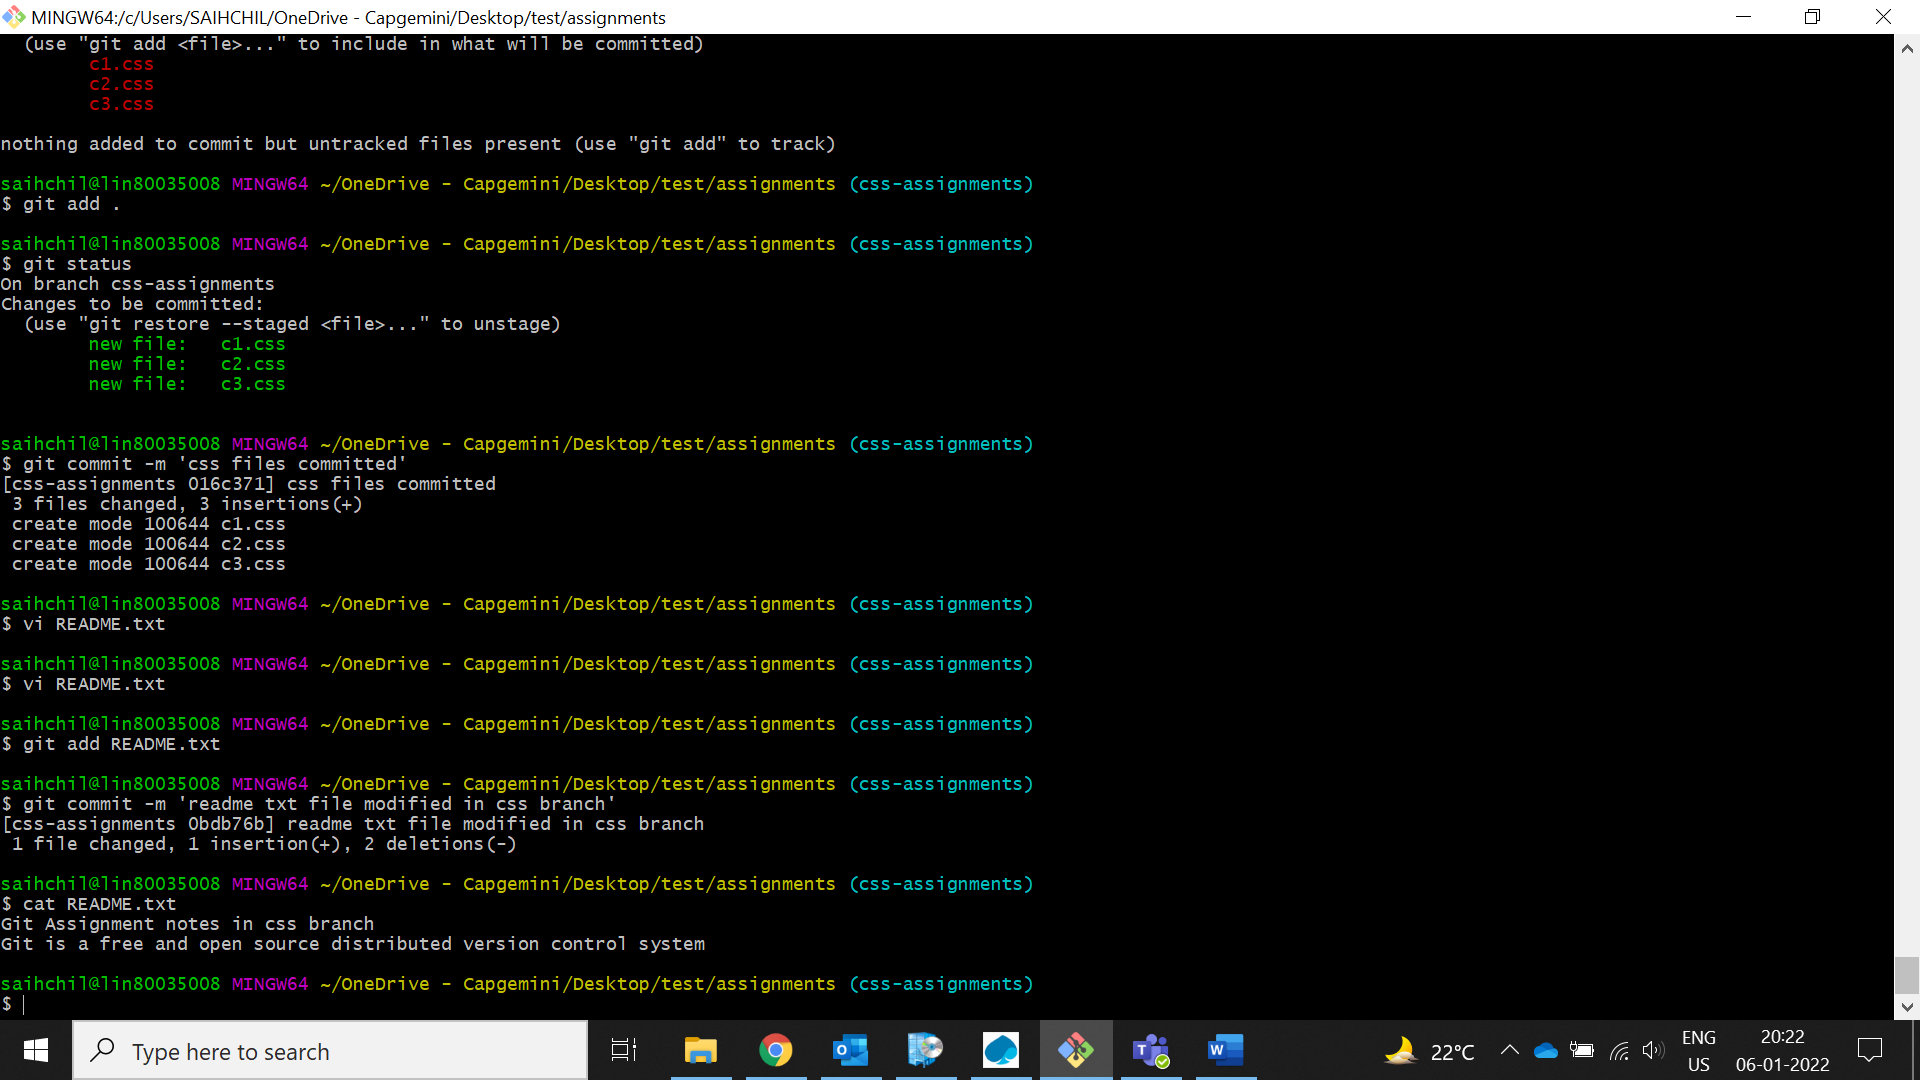 MINGW64:/c/Users/SAIHCHIL/OneDrive - Capgemini/Desktop/test/assignments
(use "git add <file>..." to include in what will be committed)
c1.css
c2.css
c3.css
nothing added to commit but untracked files present (use "git add" to track)
saihchil@lin80035008 MINGW64 ~/OneDrive - Capgemini/Desktop/test/assignments (css-assignments)
$ git add .
saihchil@lin80035008 MINGW64 ~/OneDrive - Capgemini/Desktop/test/assignments (css-assignments)
$ git status
On branch css-assignments
Changes to be committed:
(use "git restore --staged <file>..." to unstage)
new file:   c1.css
new file:   c2.css
new file:   c3.css
saihchil@lin80035008 MINGW64 ~/OneDrive - Capgemini/Desktop/test/assignments (css-assignments)
$ git commit -m 'css files committed'
[css-assignments 016c371] css files committed
3 files changed, 3 insertions(+)
create mode 100644 c1.css
create mode 100644 c2.css
create mode 100644 c3.css
saihchil@lin80035008 MINGW64 ~/OneDrive - Capgemini/Desktop/test/assignments (css-assignments)
$ vi README.txt
saihchil@lin80035008 MINGW64 ~/OneDrive - Capgemini/Desktop/test/assignments (css-assignments)
$ vi README.txt
saihchil@lin80035008 MINGW64 ~/OneDrive - Capgemini/Desktop/test/assignments (css-assignments)
$ git add README.txt
saihchil@lin80035008 MINGW64 ~/OneDrive - Capgemini/Desktop/test/assignments (css-assignments)
$ git commit -m 'readme txt file modified in css branch'
[css-assignments 0bdb76b] readme txt file modified in css branch
1 file changed, 1 insertion(+), 2 deletions(-)
saihchil@lin80035008 MINGW64 ~/OneDrive - Capgemini/Desktop/test/assignments (css-assignments)
$ cat README.txt
Git Assignment notes in css branch
Git is a free and open source distributed version control system
saihchil@lin80035008 MINGW64 ~/OneDrive - Capgemini/Desktop/test/assignments (css-assignments)
$
Type here to search
22°C
ENG
US
20:22
06-01-2022